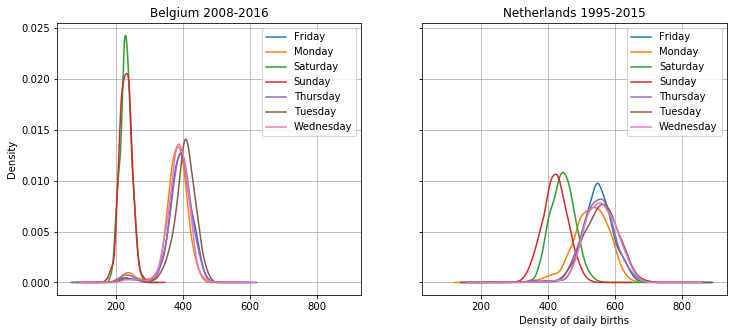 Belgium 2008-2016
Netherlands 1995-2015
0.025
0.020
0.015
0.010
0.005
0.000
Density
200
400
600
800
Friday
Monday
Saturday
Sunday
Thursday
Tuesday
Wednesday
200
400
600
800
Density of daily births
Friday
Monday
Saturday
Sunday
Thursday
Tuesday
Wednesday